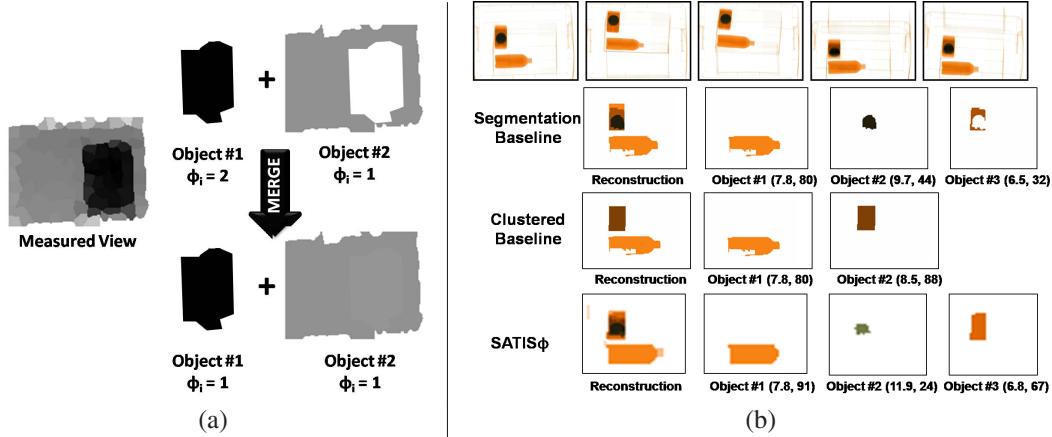 Object #1
ϕi = 2
+
Object #2
ϕi = 1
MERGE
Measured View
+
Object #1
ϕi = 1
Object #2
ϕi = 1
(a)
Segmentation
Baseline
Reconstruction
Object #1 (7.8, 80)
Object #2 (9.7, 44)
Object #3 (6.5, 32)
Clustered
Baseline
Reconstruction
Object #1 (7.8, 80)
Object #2 (8.5, 88)
SATISϕ
Reconstruction
Object #1 (7.8, 91)
Object #2 (11.9, 24)
Object #3 (6.8, 67)
(b)